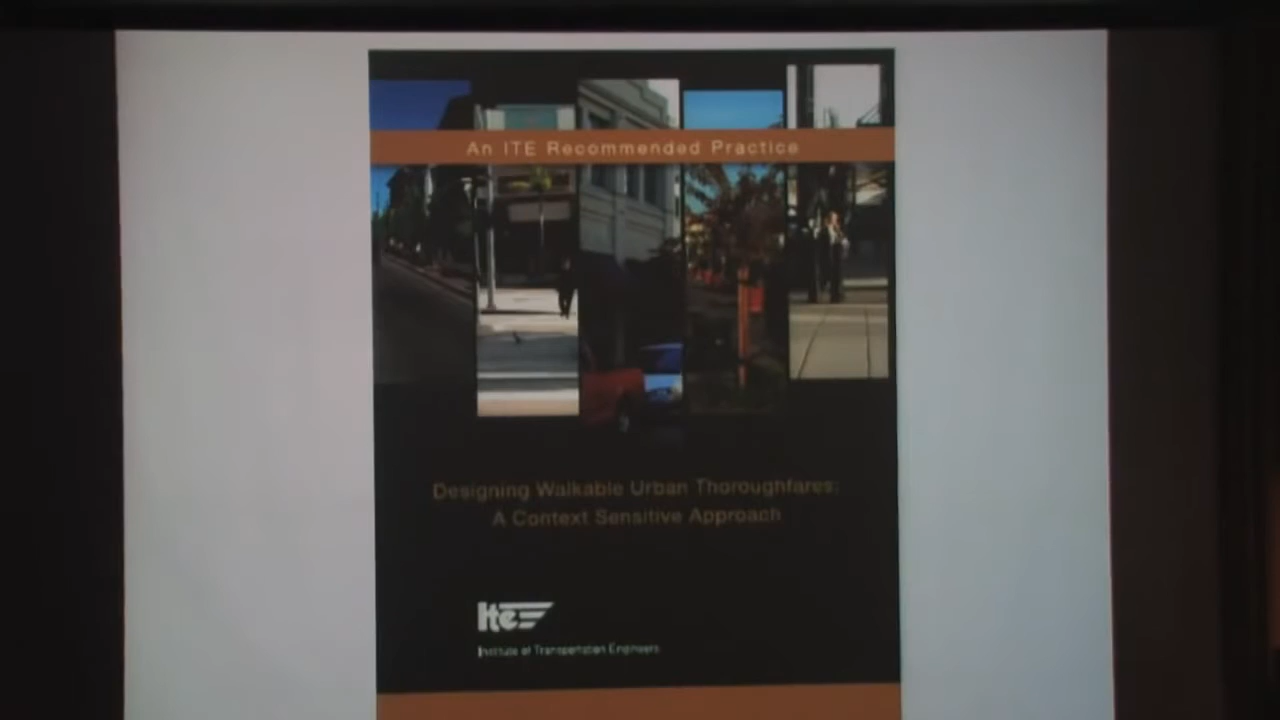 An ITE Recommended Practice
Designing Walkable Urban Thoroughfares:
A Context Sensitive Approach
ite
Institute of Transportation Engineers